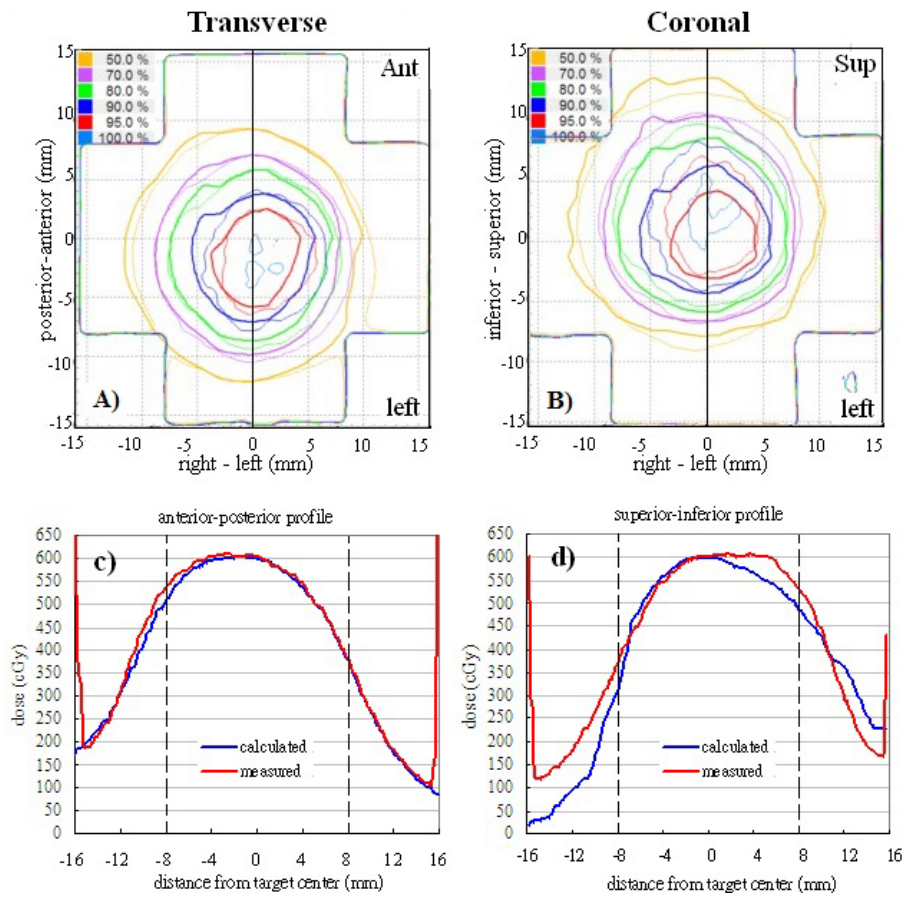 Transverse
Coronal
15
10
5
0
-5
-10
-15
posterior-anterior (mm)
50.0 %
70.0 %
80.0 %
90.0 %
95.0 %
100.0 %
Ant
A)
left
-15 -10 -5 0 5 10 15
right - left (mm)
15
10
5
0
-5
-10
-15
inferior - superior (mm)
50.0 %
70.0 %
80.0 %
90.0 %
95.0 %
100.0 %
Sup
B)
left
-15 -10 -5 0 5 10 15
right - left (mm)
anterior-posterior profile
c)
650
600
550
500
450
400
350
300
250
200
150
100
50
0
dose (cGy)
calculated
measured
-16 -12 -8 -4 0 4 8 12 16
distance from target center (mm)
superior-inferior profile
d)
650
600
550
500
450
400
350
300
250
200
150
100
50
0
dose (cGy)
calculated
measured
-16 -12 -8 -4 0 4 8 12 16
distance from target center (mm)